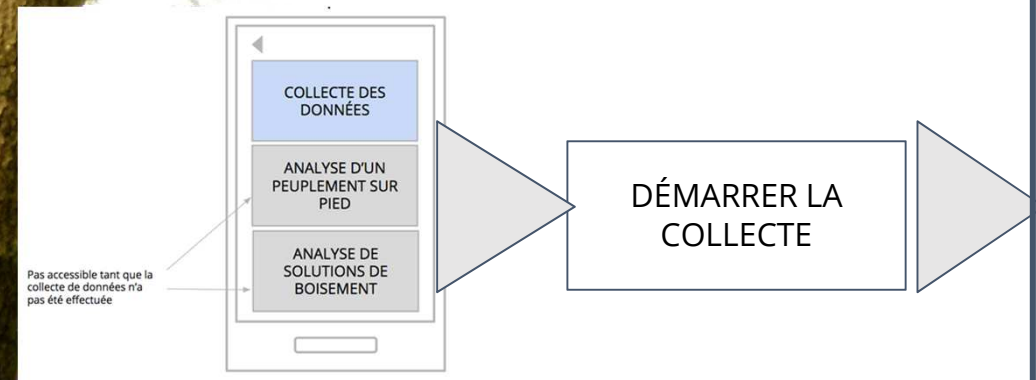 COLLECTE DES
DONNÉES
ANALYSE D'UN
PEUPLEMENT SUR
PIED
ANALYSE DE
SOLUTIONS DE
BOISEMENT
Pas accessible tant que la
collecte de données n'a
pas été effectuée
DÉMARRER LA
COLLECTE